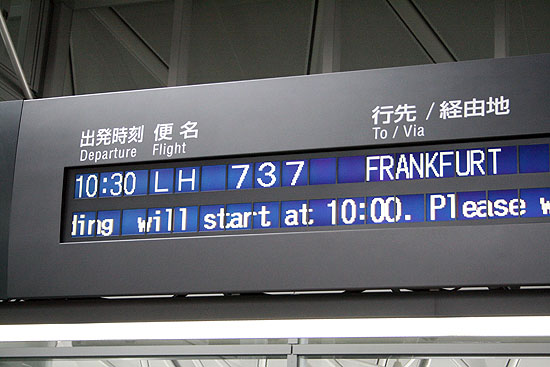 出発時刻 便名 行先 / 経由地
Departure Flight To / Via
10:30 LH 737 FRANKFURT
will start at 10:00. Please